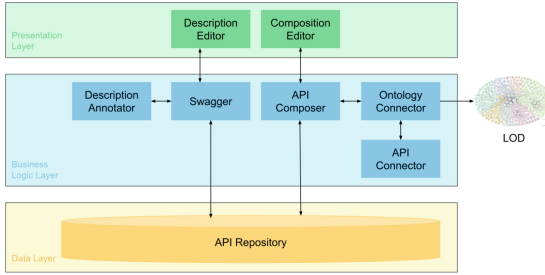 Description
Editor
Composition
Editor
Presentation
Layer
Description
Annotator
Swagger
API
Composer
Ontology
Connector
LOD
API
Connector
Business
Logic Layer
API Repository
Data Layer